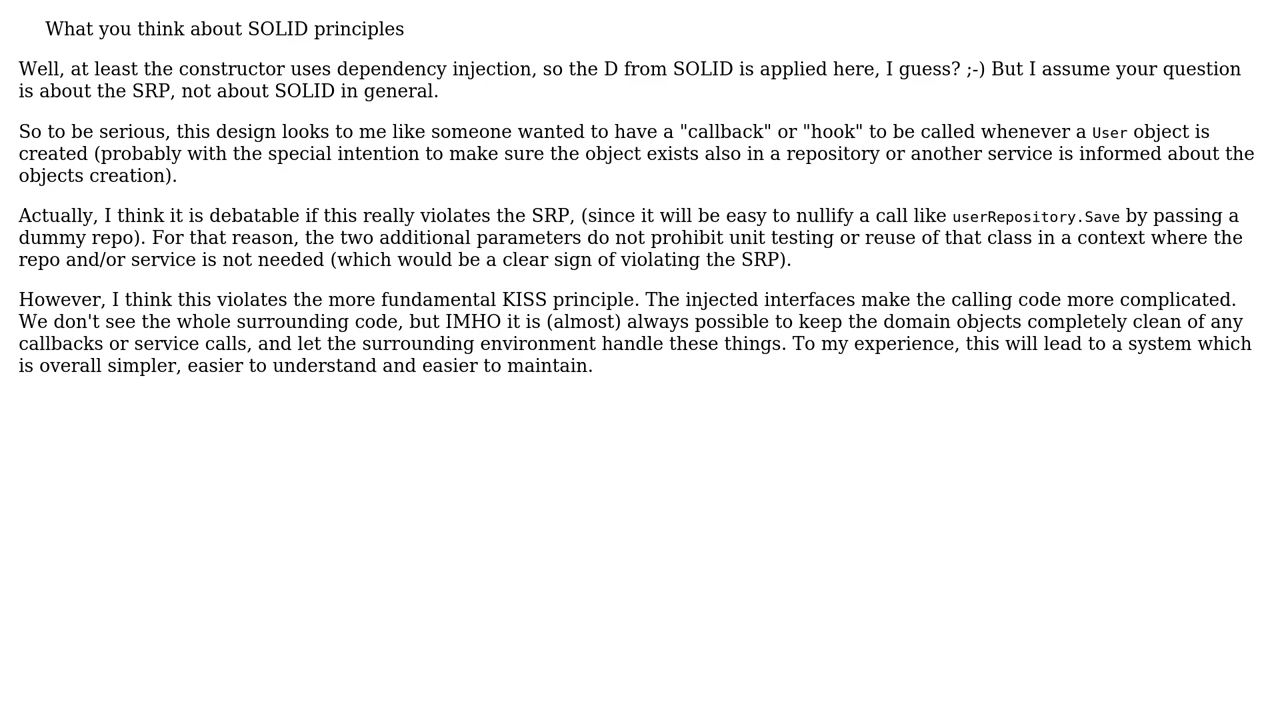 What you think about SOLID principles
Well, at least the constructor uses dependency injection, so the D from SOLID is applied here, I guess? ;-) But I assume your question
is about the SRP, not about SOLID in general.
So to be serious, this design looks to me like someone wanted to have a "callback" or "hook" to be called whenever a User object is
created (probably with the special intention to make sure the object exists also in a repository or another service is informed about the
objects creation).
Actually, I think it is debatable if this really violates the SRP, (since it will be easy to nullify a call like userRepository.Save by passing a
dummy repo). For that reason, the two additional parameters do not prohibit unit testing or reuse of that class in a context where the
repo and/or service is not needed (which would be a clear sign of violating the SRP).
However, I think this violates the more fundamental KISS principle. The injected interfaces make the calling code more complicated.
We don't see the whole surrounding code, but IMHO it is (almost) always possible to keep the domain objects completely clean of any
callbacks or service calls, and let the surrounding environment handle these things. To my experience, this will lead to a system which
is overall simpler, easier to understand and easier to maintain.